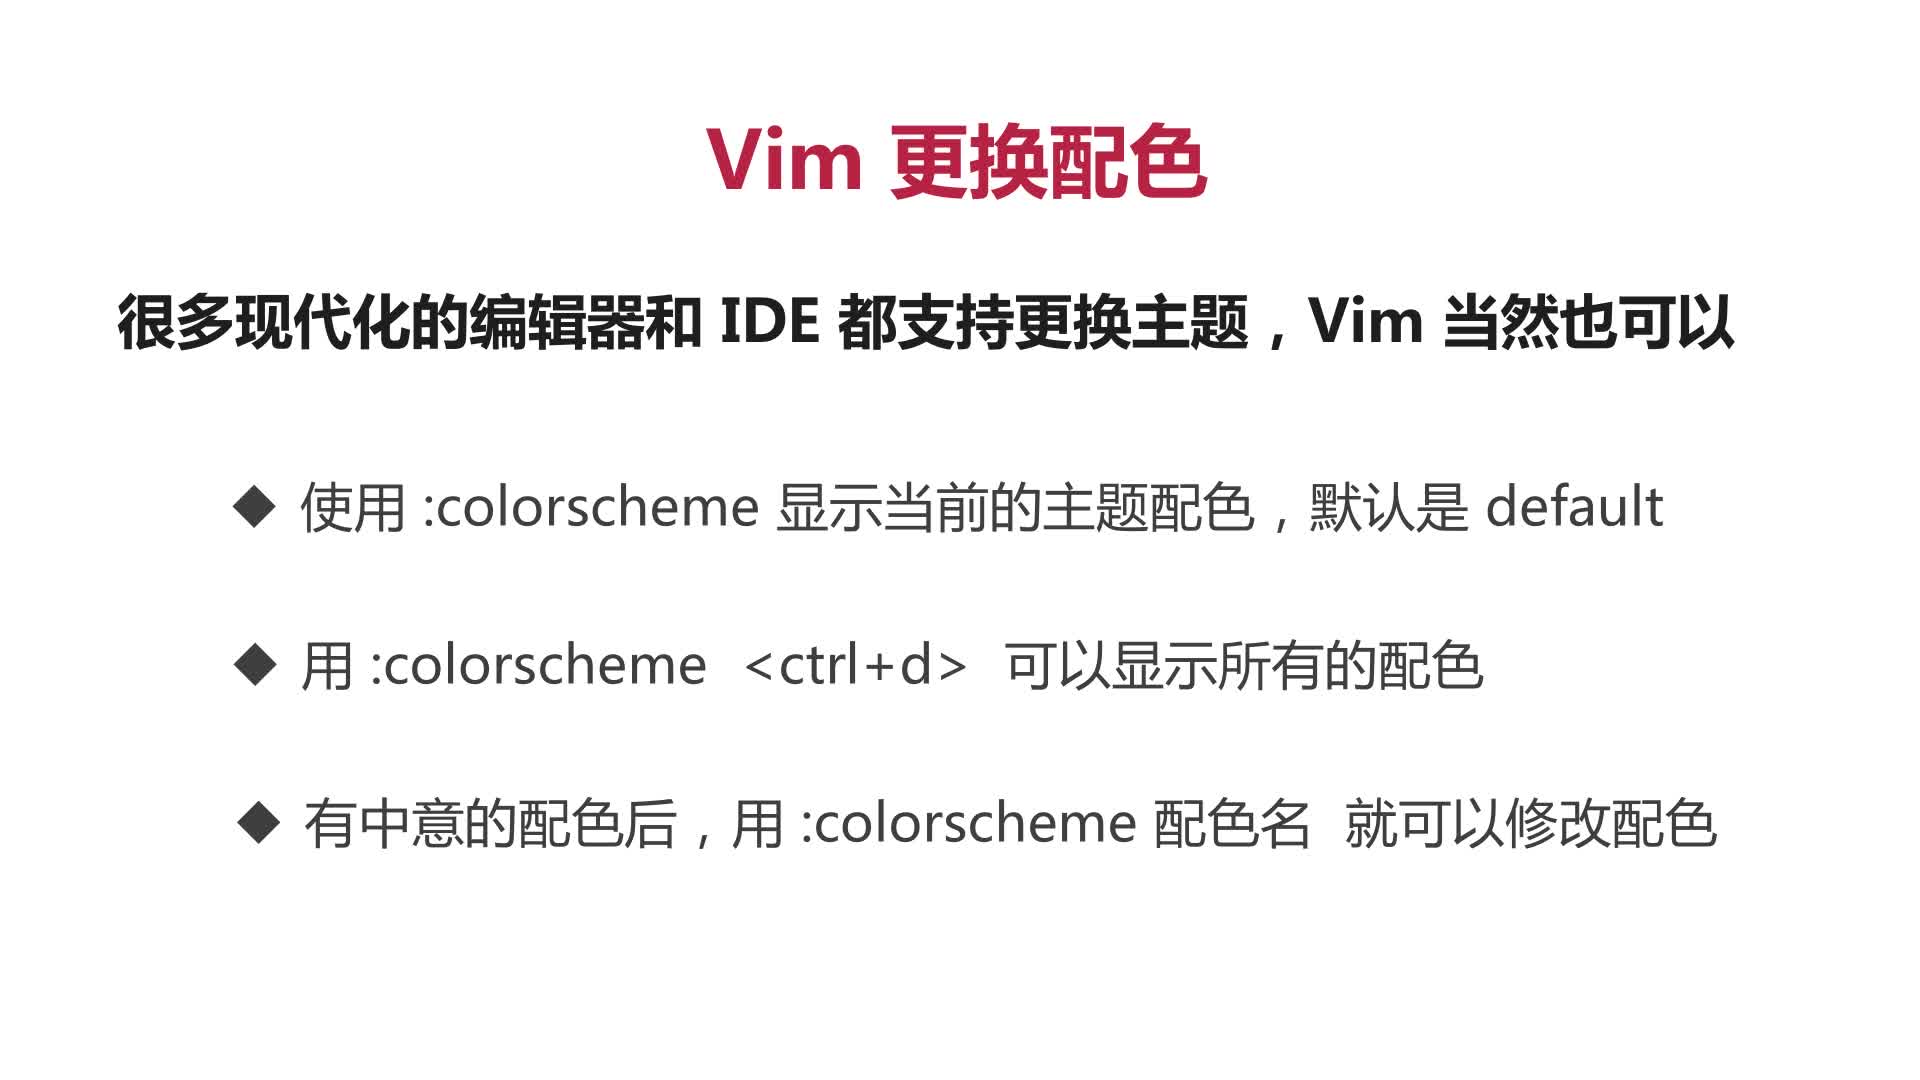 Vim 更换配色
很多现代化的编辑器和 IDE 都支持更换主题，Vim 当然也可以
◆ 使用 :colorscheme 显示当前的主题配色，默认是 default
◆ 用 :colorscheme <ctrl+d> 可以显示所有的配色
◆ 有中意的配色后，用 :colorscheme 配色名 就可以修改配色